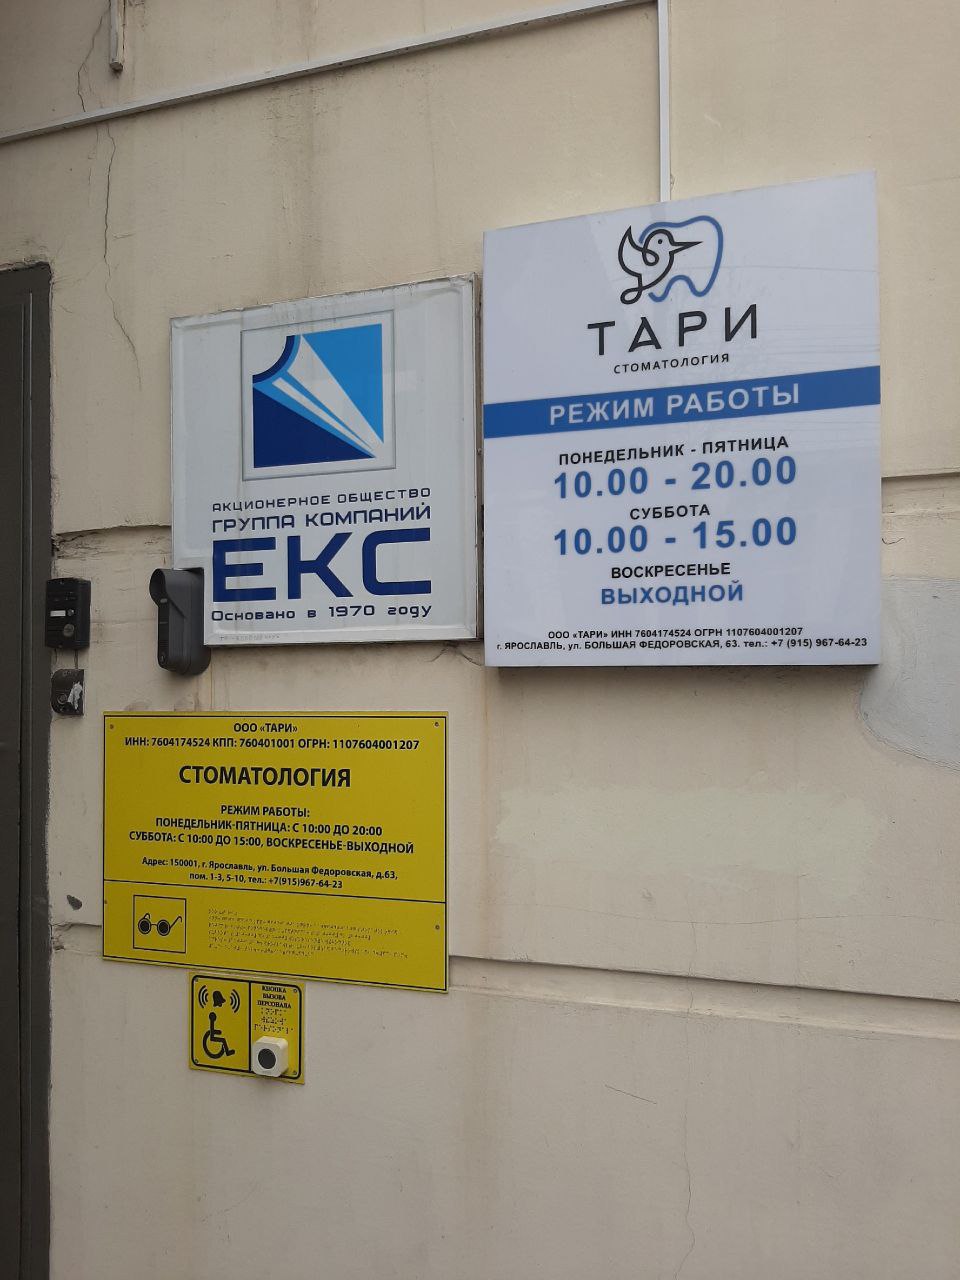 АКЦИОНЕРНОЕ ОБЩЕСТВО
ГРУППА КОМПАНИЙ
ЕКС
Основано в 1970 году
ТАРИ
СТОМАТОЛОГИЯ
РЕЖИМ РАБОТЫ
ПОНЕДЕЛЬНИК - ПЯТНИЦА
10.00 - 20.00
СУББОТА
10.00 - 15.00
ВОСКРЕСЕНЬЕ
ВЫХОДНОЙ
ООО «ТАРИ» ИНН 7604174524 ОГРН 1107604001207
г. ЯРОСЛАВЛЬ, ул. БОЛЬШАЯ ФЕДОРОВСКАЯ, 63. тел.: +7 (915) 967-64-23
ООО «ТАРИ»
ИНН: 7604174524 КПП: 760401001 ОГРН: 1107604001207
СТОМАТОЛОГИЯ
РЕЖИМ РАБОТЫ:
ПОНЕДЕЛЬНИК-ПЯТНИЦА: С 10:00 ДО 20:00
СУББОТА: С 10:00 ДО 15:00, ВОСКРЕСЕНЬЕ-ВЫХОДНОЙ
Адрес: 150001, г. Ярославль, ул. Большая Федоровская, д.63,
пом. 1-3, 5-10, тел.: +7(915)967-64-23
КНОПКА
ВЫЗОВА
ПЕРСОНАЛА